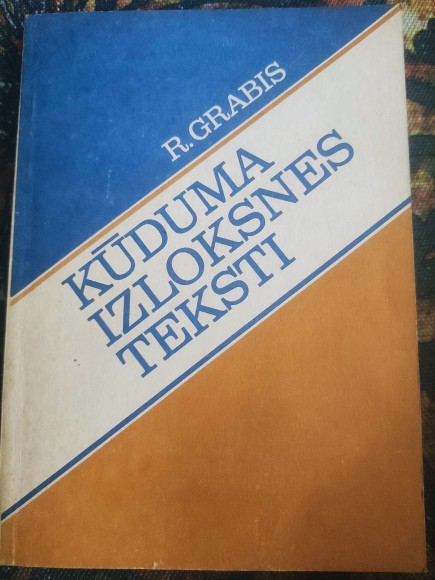 R. GRABIS
KŪDUMA
IZLOKSNES
TEKSTI